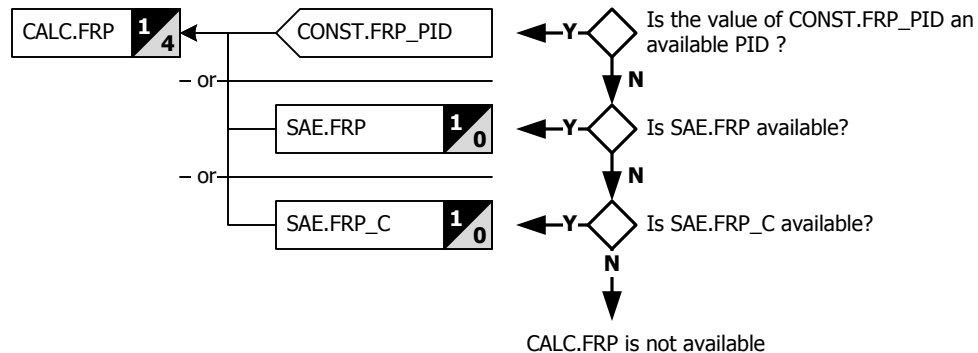 CALC.FRP 1 4 CONST.FRP_PID Y Is the value of CONST.FRP_PID an
available PID ?
– or
N
SAE.FRP 1 0 Y Is SAE.FRP available?
– or
N
SAE.FRP_C 1 0 Y Is SAE.FRP_C available?
N
CALC.FRP is not available